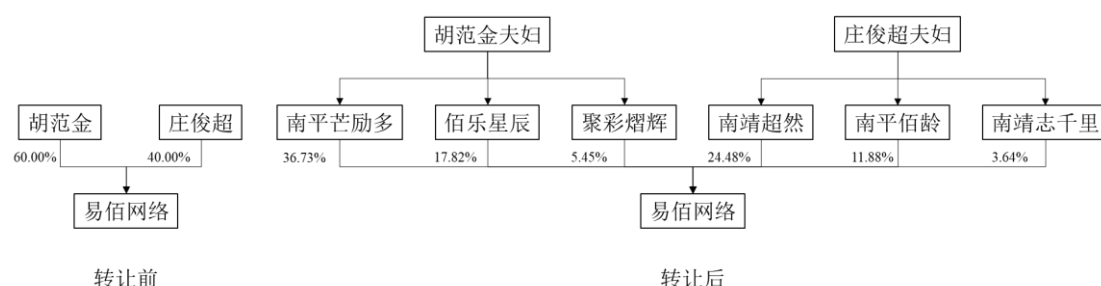 胡范金夫妇 庄俊超夫妇
胡范金 庄俊超 南平芒励多 佰乐星辰 聚彩熠辉 南靖超然 南平佰龄 南靖志千里
60.00% 40.00% 36.73% 17.82% 5.45% 24.48% 11.88% 3.64%
易佰网络 易佰网络
转让前 转让后